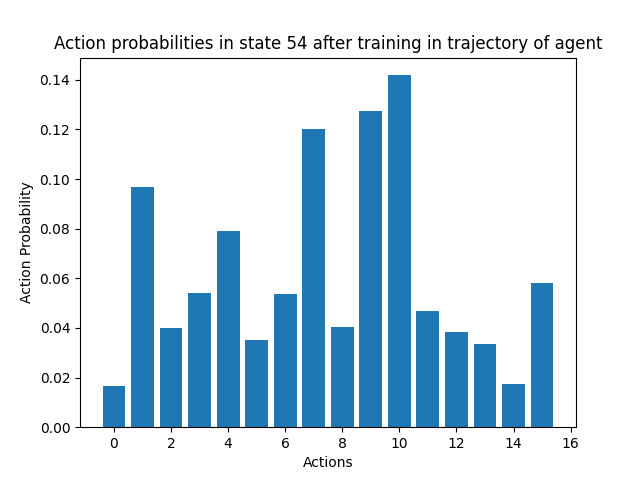 Action probabilities in state 54 after training in trajectory of agent
0.14
0.12
0.10
0.08
0.06
0.04
0.02
0.00
Action Probability
0 2 4 6 8 10 12 14 16
Actions